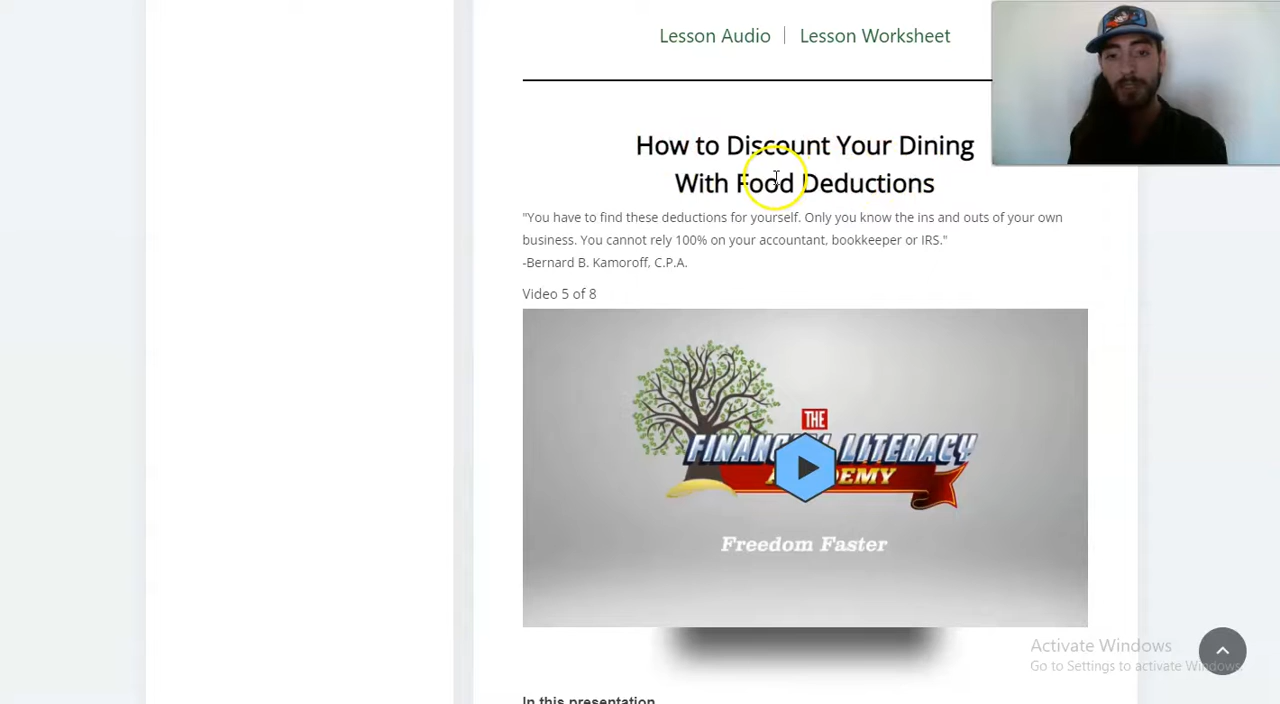 Lesson Audio | Lesson Worksheet
How to Discount Your Dining
With Food Deductions
"You have to find these deductions for yourself. Only you know the ins and outs of your own
business. You cannot rely 100% on your accountant, bookkeeper or IRS."
-Bernard B. Kamoroff, C.P.A.
Video 5 of 8
THE
FINANCIAL LITERACY
ACADEMY
Freedom Faster
Activate Windows
Go to Settings to activate Windows.
In this presentation